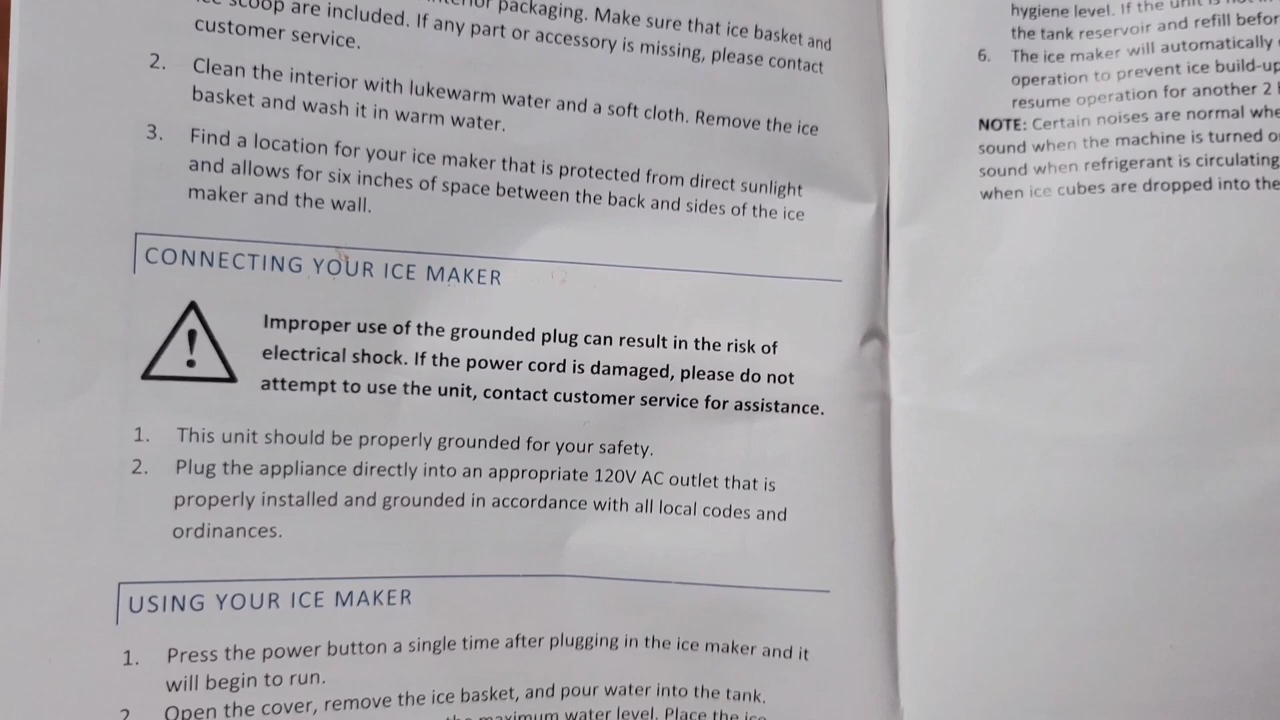 packaging. Make sure that ice basket and
scoop are included. If any part or accessory is missing, please contact
customer service.
2. Clean the interior with lukewarm water and a soft cloth. Remove the ice
basket and wash it in warm water.
3. Find a location for your ice maker that is protected from direct sunlight
and allows for six inches of space between the back and sides of the ice
maker and the wall.
CONNECTING YOUR ICE MAKER
Improper use of the grounded plug can result in the risk of
electrical shock. If the power cord is damaged, please do not
attempt to use the unit, contact customer service for assistance.
1. This unit should be properly grounded for your safety.
2. Plug the appliance directly into an appropriate 120V AC outlet that is
properly installed and grounded in accordance with all local codes and
ordinances.
USING YOUR ICE MAKER
1. Press the power button a single time after plugging in the ice maker and it
will begin to run.
2. Open the cover, remove the ice basket, and pour water into the tank.
maximum water level. Place the ice
hygiene level. If the unit is
the tank reservoir and refill
6. The ice maker will automatically
operation to prevent ice build-up
resume operation for another 2
NOTE: Certain noises are normal
sound when the machine is turned
sound when refrigerant is circulating
when ice cubes are dropped into the